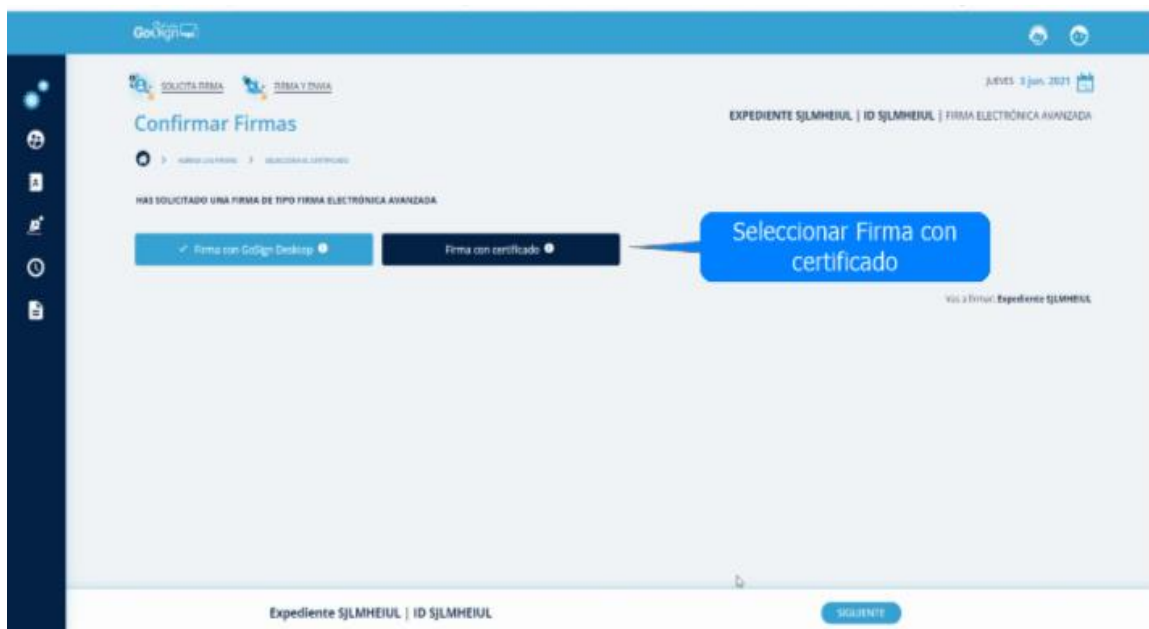 GoSign
SOLICITA FIRMA
FIRMA Y ENVIA
JUEVES 3 jun. 2021
Confirmar Firmas
EXPEDIENTE SJLMHEIUL | ID SJLMHEIUL | FIRMA ELECTRÓNICA AVANZADA
HAS SOLICITADO UNA FIRMA DE TIPO FIRMA ELECTRÓNICA AVANZADA
Firma con GoSign Desktop
Firma con certificado
Seleccionar Firma con
certificado
Vas a firmar: Expediente SJLMHEIUL
Expediente SJLMHEIUL | ID SJLMHEIUL
SIGUIENTE